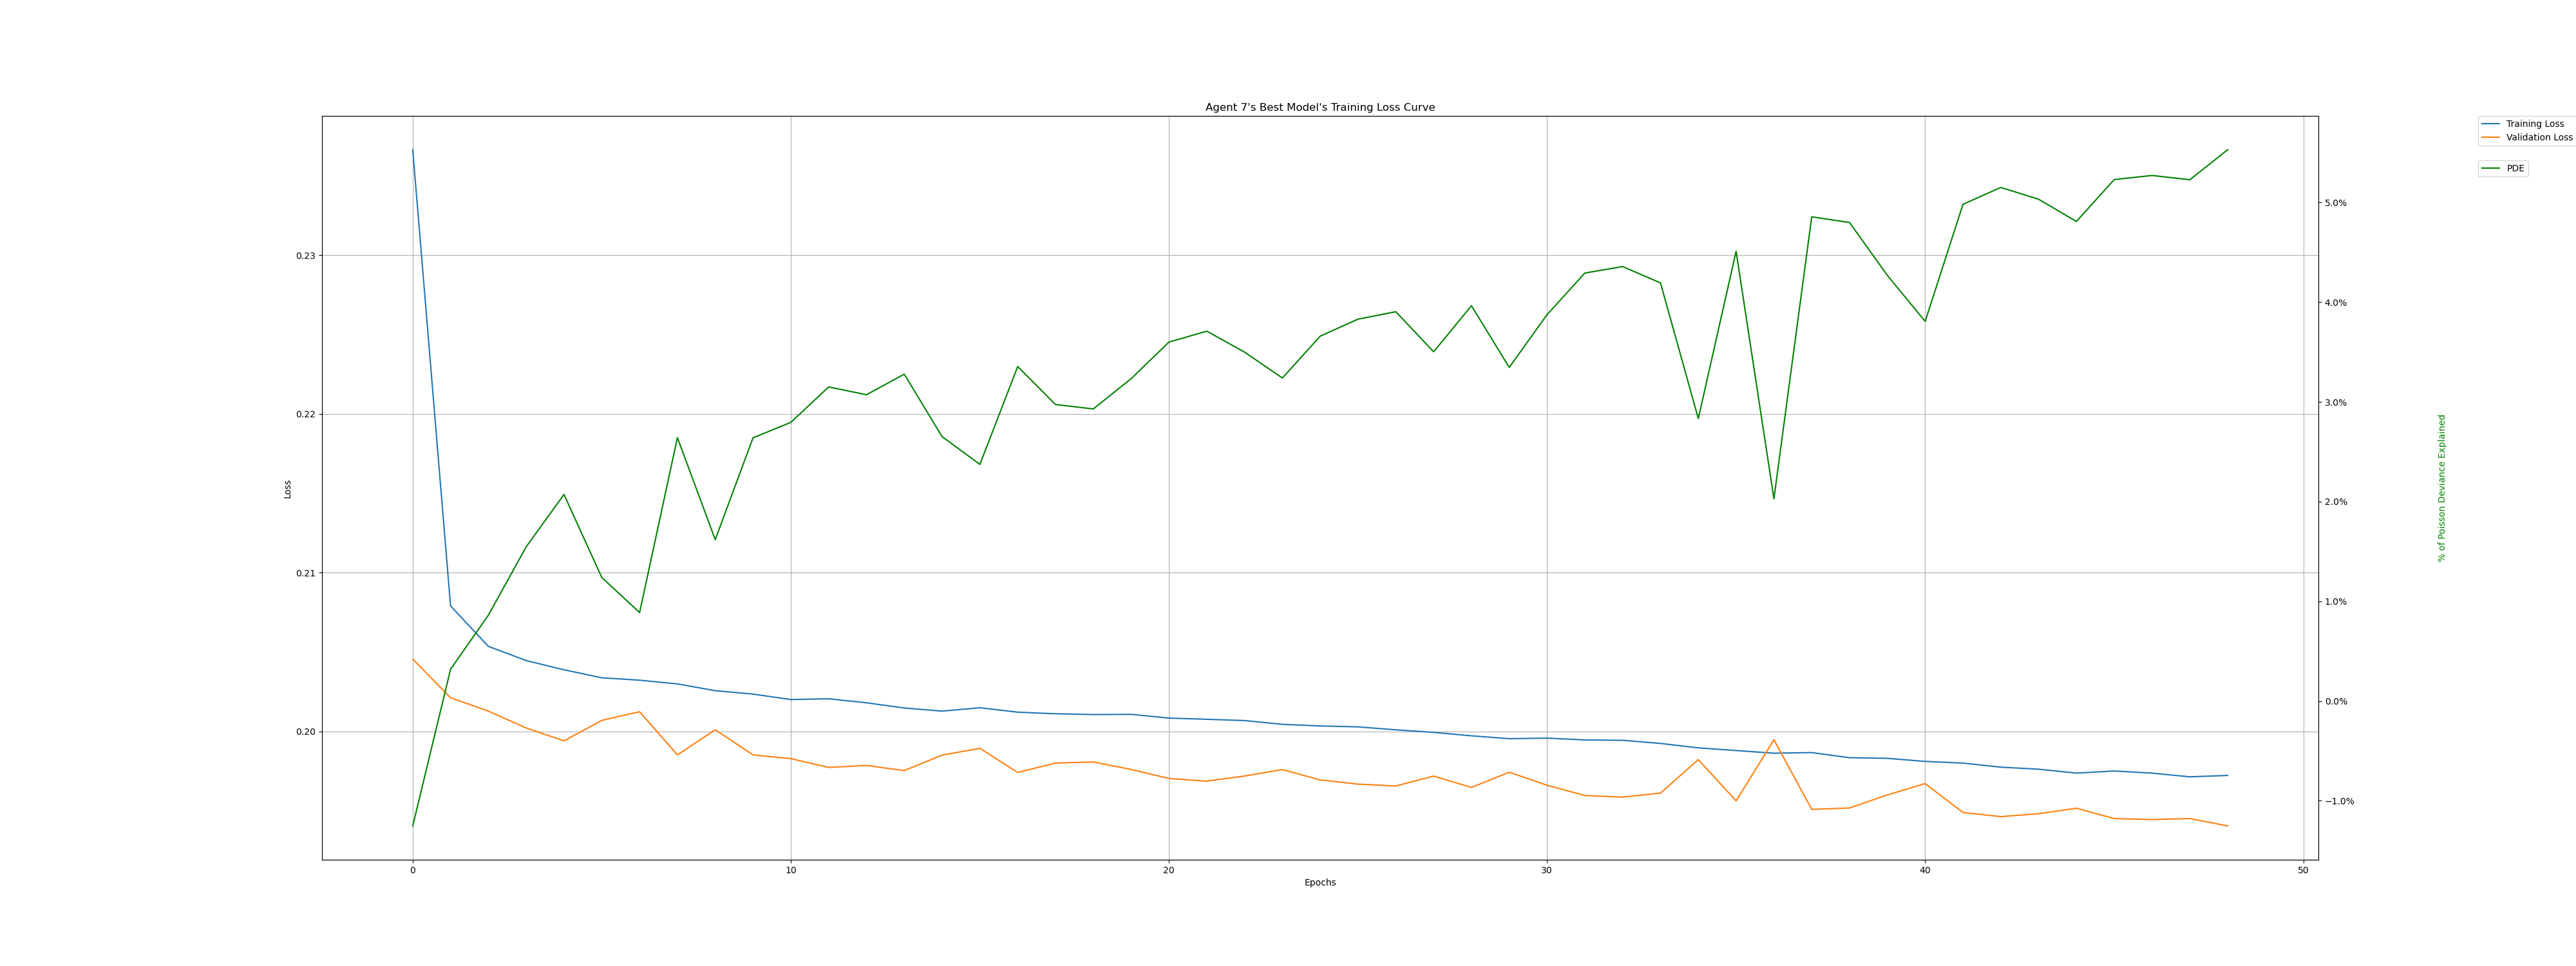 Agent 7's Best Model's Training Loss Curve
Training Loss
Validation Loss
PDE
Loss
0.23
0.22
0.21
0.20
5.0%
4.0%
3.0%
2.0%
1.0%
0.0%
−1.0%
% of Poisson Deviance Explained
0 10 20 30 40 50
Epochs